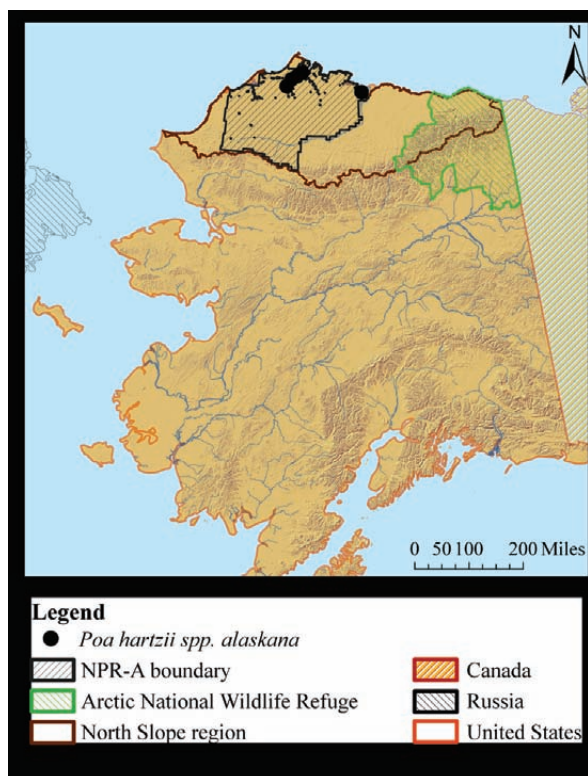 N
0 50 100 200 Miles
Legend
Poa hartzii spp. alaskana
NPR-A boundary
Canada
Arctic National Wildlife Refuge
Russia
North Slope region
United States